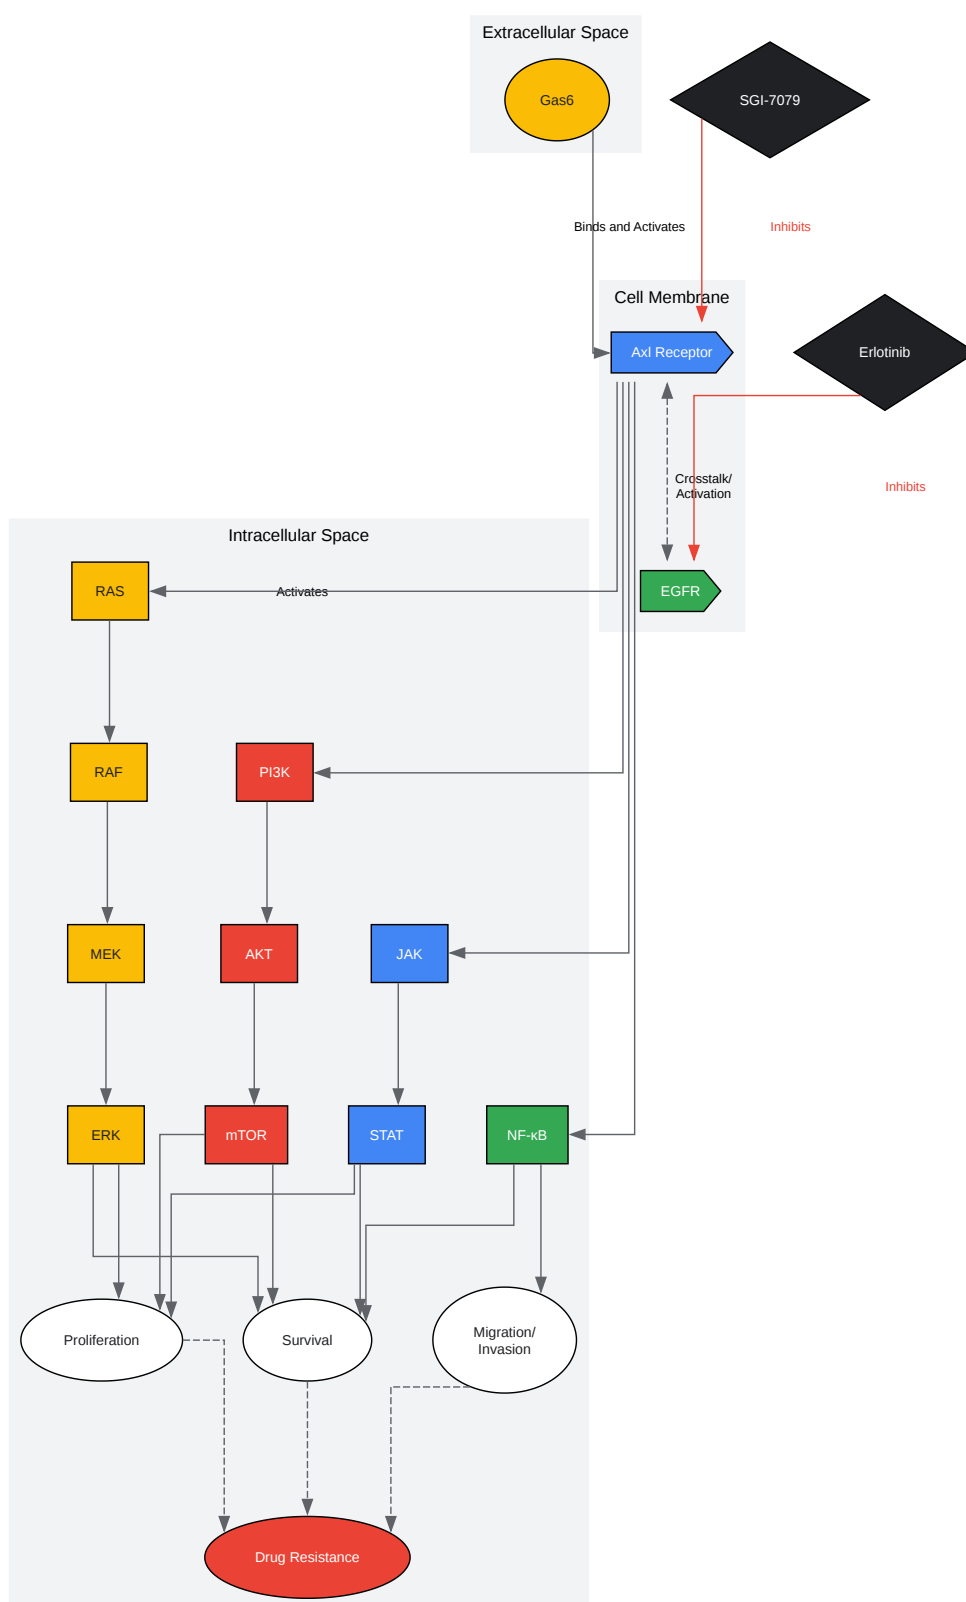 Extracellular Space
Gas6
SGI-7079
Binds and Activates
Inhibits
Cell Membrane
Axl Receptor
Erlotinib
Crosstalk/
Activation
Inhibits
Intracellular Space
RAS
Activates
EGFR
RAF
PI3K
MEK
AKT
JAK
ERK
mTOR
STAT
NF-κB
Proliferation
Survival
Migration/
Invasion
Drug Resistance